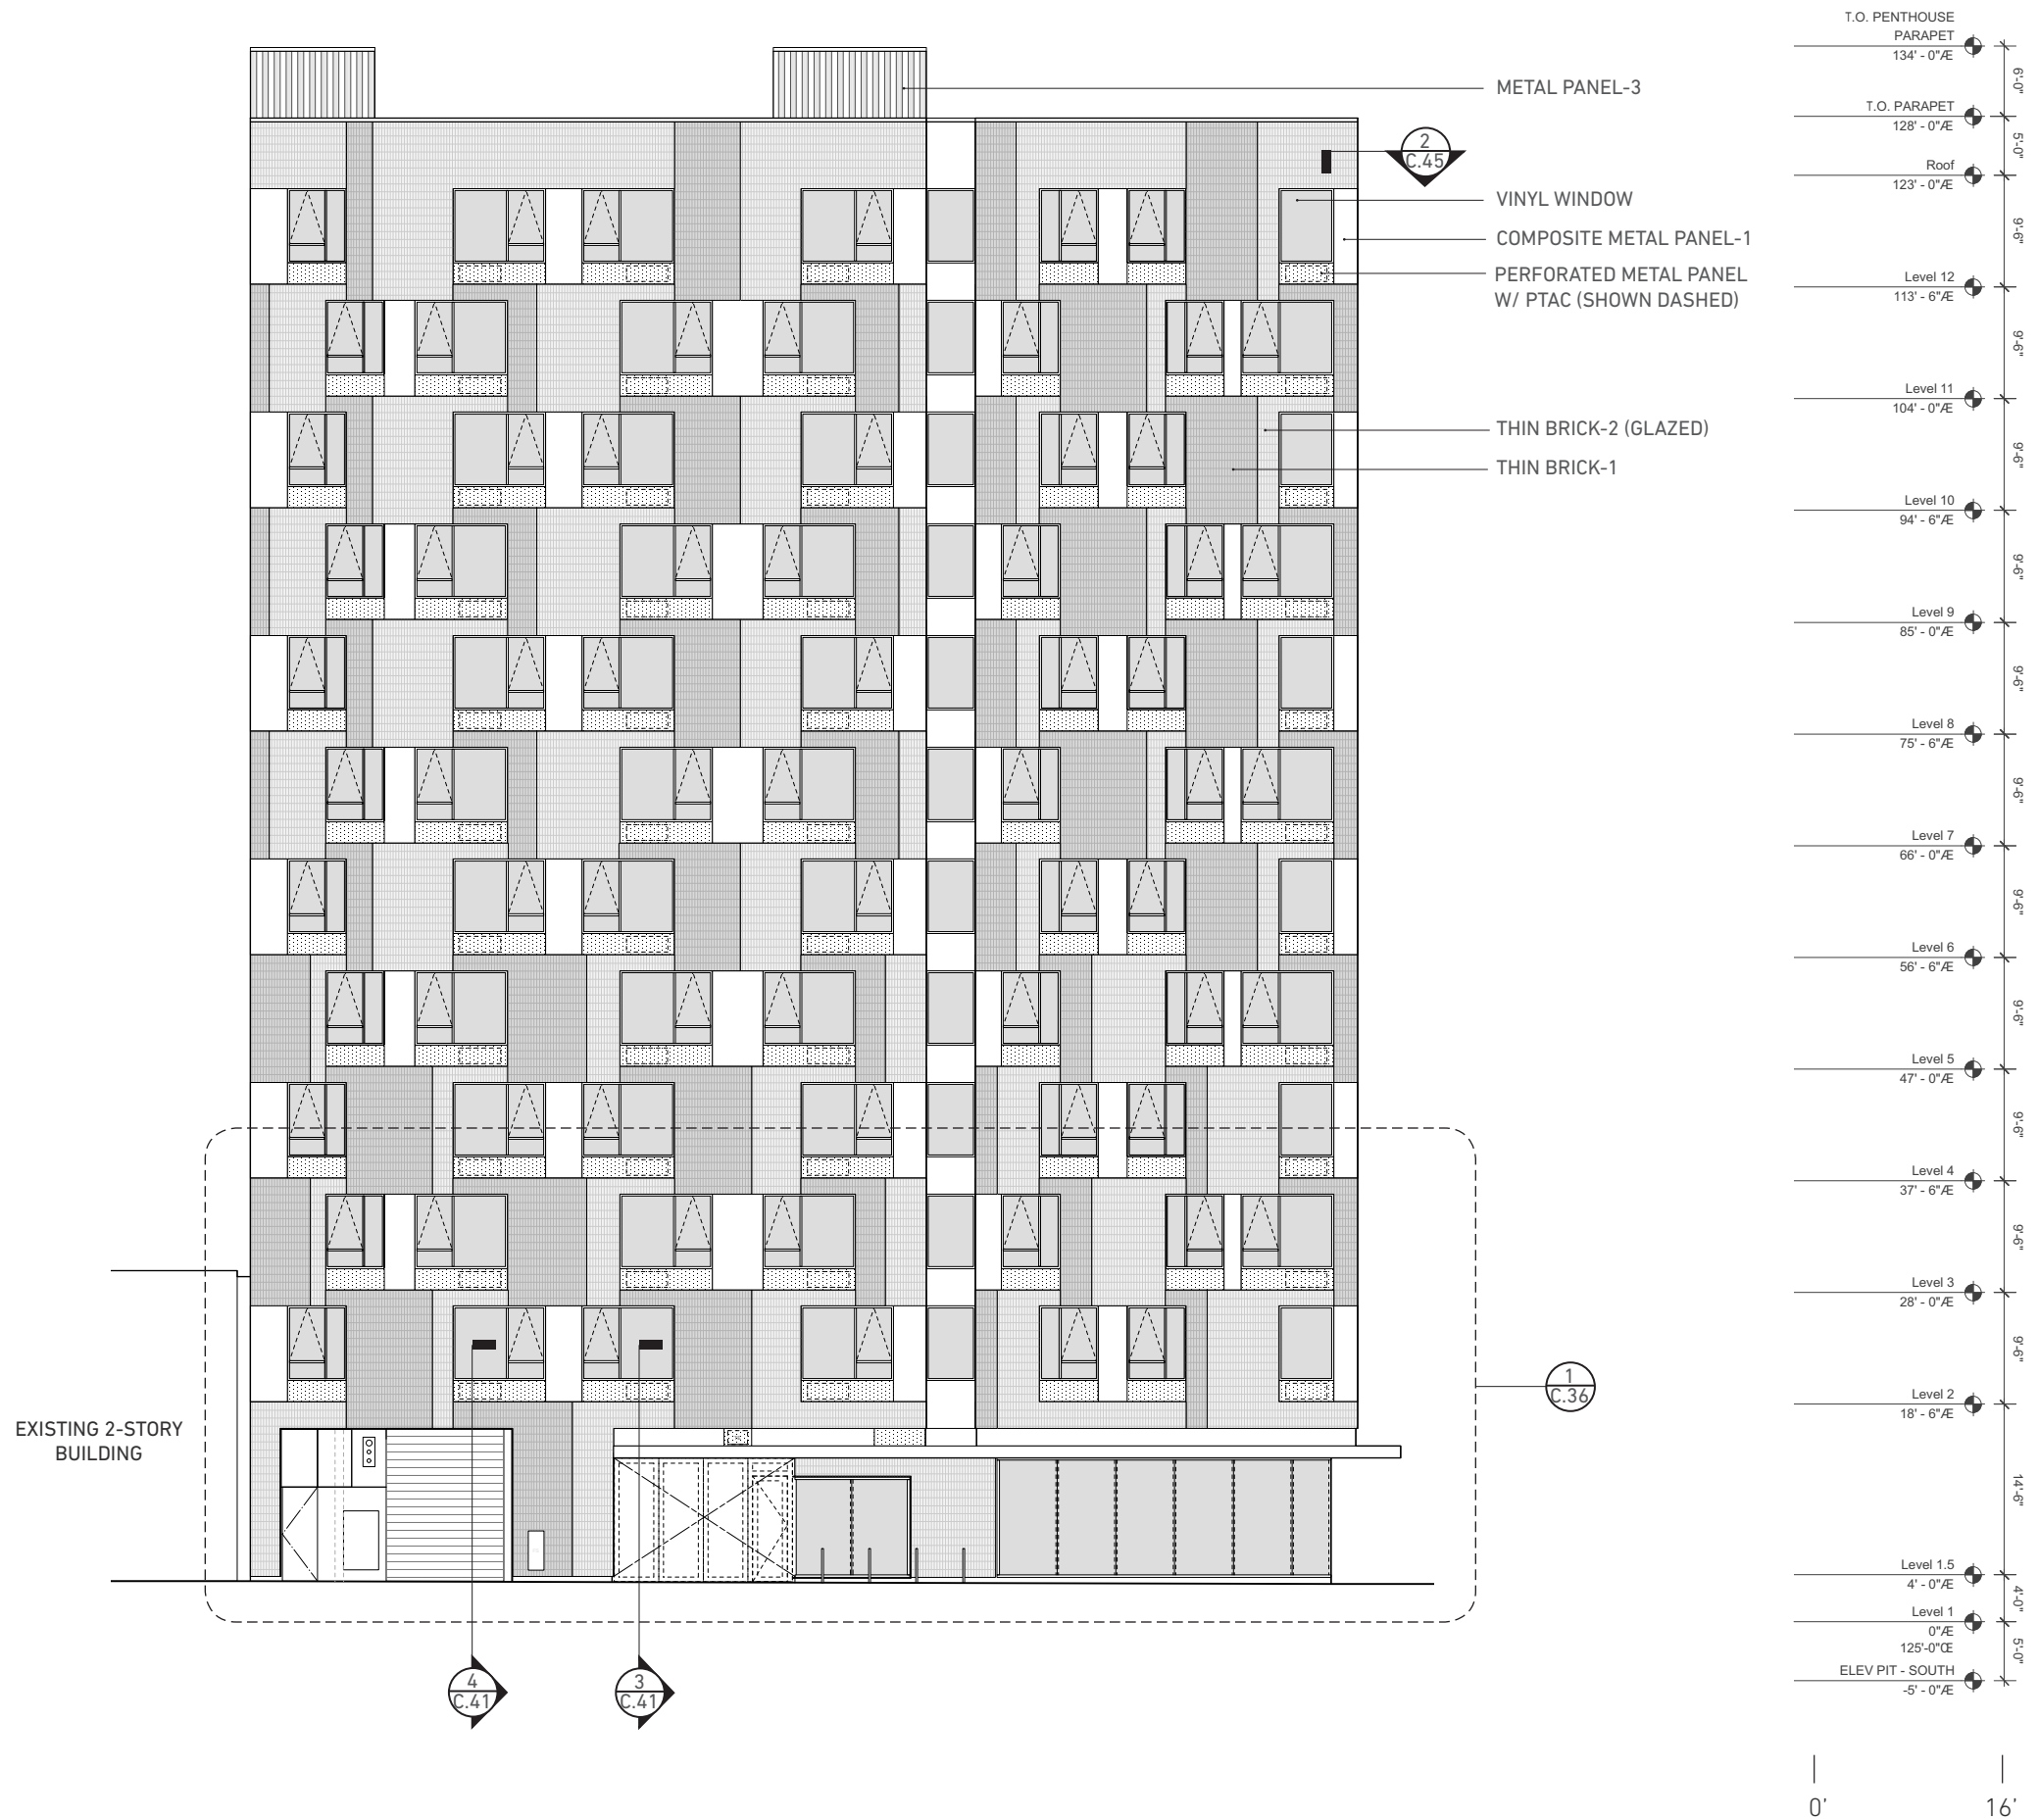 T.O. PENTHOUSE
PARAPET
134' - 0"Æ
6'-0"
METAL PANEL-3
T.O. PARAPET
128' - 0"Æ
5'-0"
2
C.45
Roof
123' - 0"Æ
VINYL WINDOW
9'-6"
COMPOSITE METAL PANEL-1
PERFORATED METAL PANEL
W/ PTAC (SHOWN DASHED)
Level 12
113' - 6"Æ
9'-6"
Level 11
104' - 0"Æ
THIN BRICK-2 (GLAZED)
9'-6"
THIN BRICK-1
Level 10
94' - 6"Æ
9'-6"
Level 9
85' - 0"Æ
9'-6"
Level 8
75' - 6"Æ
9'-6"
Level 7
66' - 0"Æ
9'-6"
Level 6
56' - 6"Æ
9'-6"
Level 5
47' - 0"Æ
9'-6"
Level 4
37' - 6"Æ
9'-6"
Level 3
28' - 0"Æ
9'-6"
1
C.36
Level 2
18' - 6"Æ
EXISTING 2-STORY
BUILDING
14'-6"
Level 1.5
4' - 0"Æ
4'-0"
Level 1
0"Æ
125'-0"Œ
5'-0"
ELEV PIT - SOUTH
-5' - 0"Æ
4
C.41
3
C.41
0' 16'